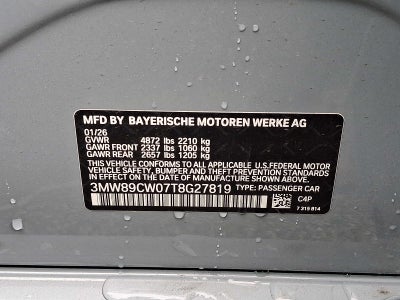 MFD BY BAYERISCHE MOTOREN WERKE AG
01/26
GVWR 4872 lbs 2210 kg
GAWR FRONT 2337 lbs 1060 kg
GAWR REAR 2657 lbs 1205 kg
THIS VEHICLE CONFORMS TO ALL APPLICABLE U.S.FEDERAL MOTOR
VEHICLE SAFETY, BUMPER AND THEFT PREVENTION STANDARDS IN
EFFECT ON THE DATE OF MANUFACTURE SHOWN ABOVE.
3MW89CW07T8G27819 TYPE: PASSENGER CAR
C4P
7 319 814